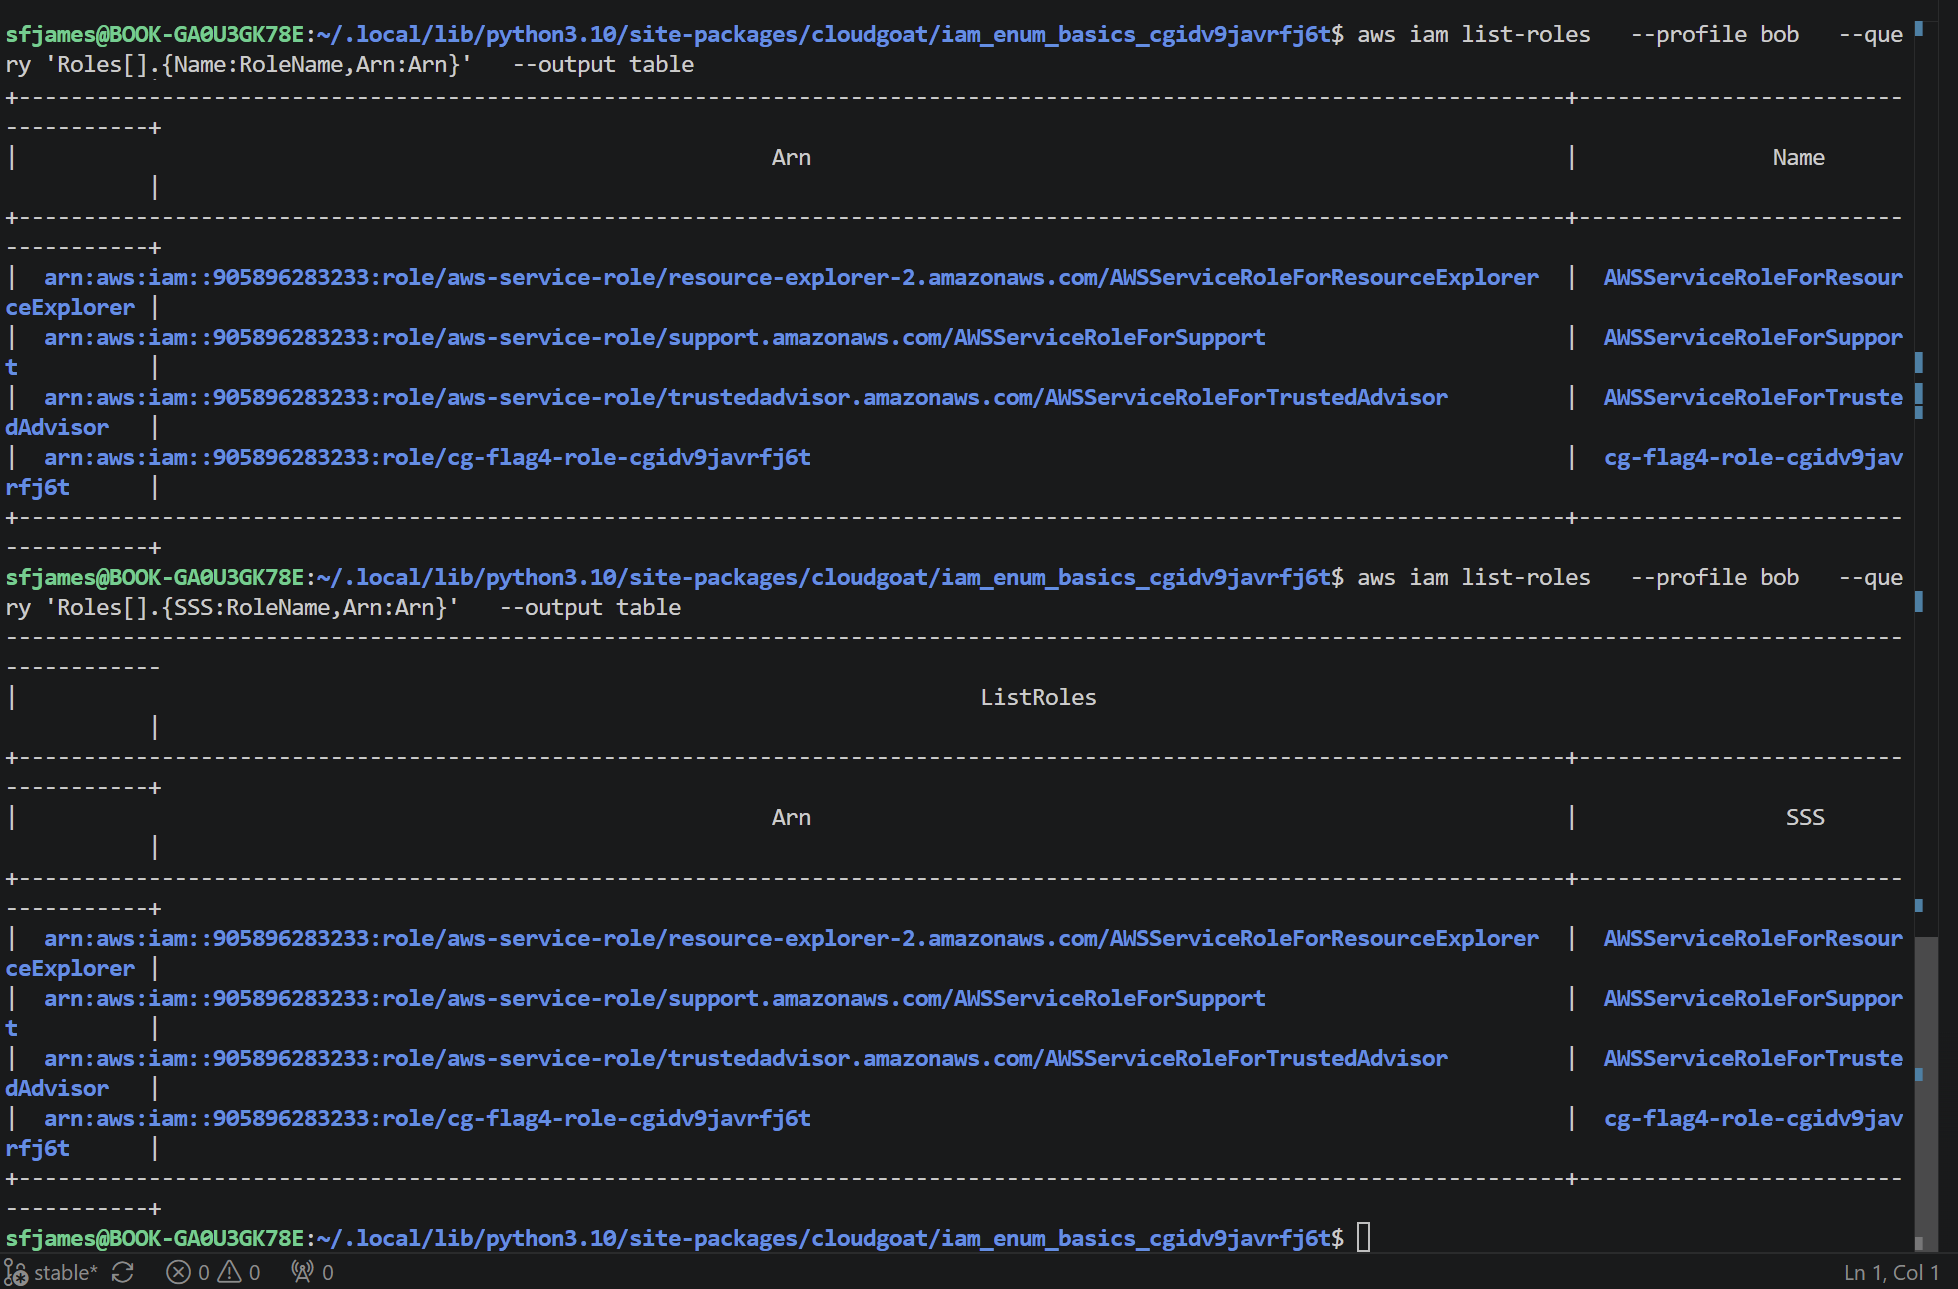 sfjames@BOOK-GA0U3GK78E:~/.local/lib/python3.10/site-packages/cloudgoat/iam_enum_basics_cgidv9javrfj6t$ aws iam list-roles   --profile bob   --que
ry 'Roles[].{Name:RoleName,Arn:Arn}'   --output table
+-----------------------------------------------------------------------------------------------------------------------+-------------------------
-----------+
|                                                          Arn                                                          |               Name
           |
+-----------------------------------------------------------------------------------------------------------------------+-------------------------
-----------+
|  arn:aws:iam::905896283233:role/aws-service-role/resource-explorer-2.amazonaws.com/AWSServiceRoleForResourceExplorer  |  AWSServiceRoleForResour
ceExplorer |
|  arn:aws:iam::905896283233:role/aws-service-role/support.amazonaws.com/AWSServiceRoleForSupport                       |  AWSServiceRoleForSuppor
t          |
|  arn:aws:iam::905896283233:role/aws-service-role/trustedadvisor.amazonaws.com/AWSServiceRoleForTrustedAdvisor         |  AWSServiceRoleForTruste
dAdvisor   |
|  arn:aws:iam::905896283233:role/cg-flag4-role-cgidv9javrfj6t                                                          |  cg-flag4-role-cgidv9jav
rfj6t      |
+-----------------------------------------------------------------------------------------------------------------------+-------------------------
-----------+
sfjames@BOOK-GA0U3GK78E:~/.local/lib/python3.10/site-packages/cloudgoat/iam_enum_basics_cgidv9javrfj6t$ aws iam list-roles   --profile bob   --que
ry 'Roles[].{SSS:RoleName,Arn:Arn}'   --output table
--------------------------------------------------------------------------------------------------------------------------------------------------
------------
|                                                                          ListRoles
           |
+-----------------------------------------------------------------------------------------------------------------------+-------------------------
-----------+
|                                                          Arn                                                          |                SSS
           |
+-----------------------------------------------------------------------------------------------------------------------+-------------------------
-----------+
|  arn:aws:iam::905896283233:role/aws-service-role/resource-explorer-2.amazonaws.com/AWSServiceRoleForResourceExplorer  |  AWSServiceRoleForResour
ceExplorer |
|  arn:aws:iam::905896283233:role/aws-service-role/support.amazonaws.com/AWSServiceRoleForSupport                       |  AWSServiceRoleForSuppor
t          |
|  arn:aws:iam::905896283233:role/aws-service-role/trustedadvisor.amazonaws.com/AWSServiceRoleForTrustedAdvisor         |  AWSServiceRoleForTruste
dAdvisor   |
|  arn:aws:iam::905896283233:role/cg-flag4-role-cgidv9javrfj6t                                                          |  cg-flag4-role-cgidv9jav
rfj6t      |
+-----------------------------------------------------------------------------------------------------------------------+-------------------------
-----------+
sfjames@BOOK-GA0U3GK78E:~/.local/lib/python3.10/site-packages/cloudgoat/iam_enum_basics_cgidv9javrfj6t$
stable* 0 0 0 Ln 1, Col 1